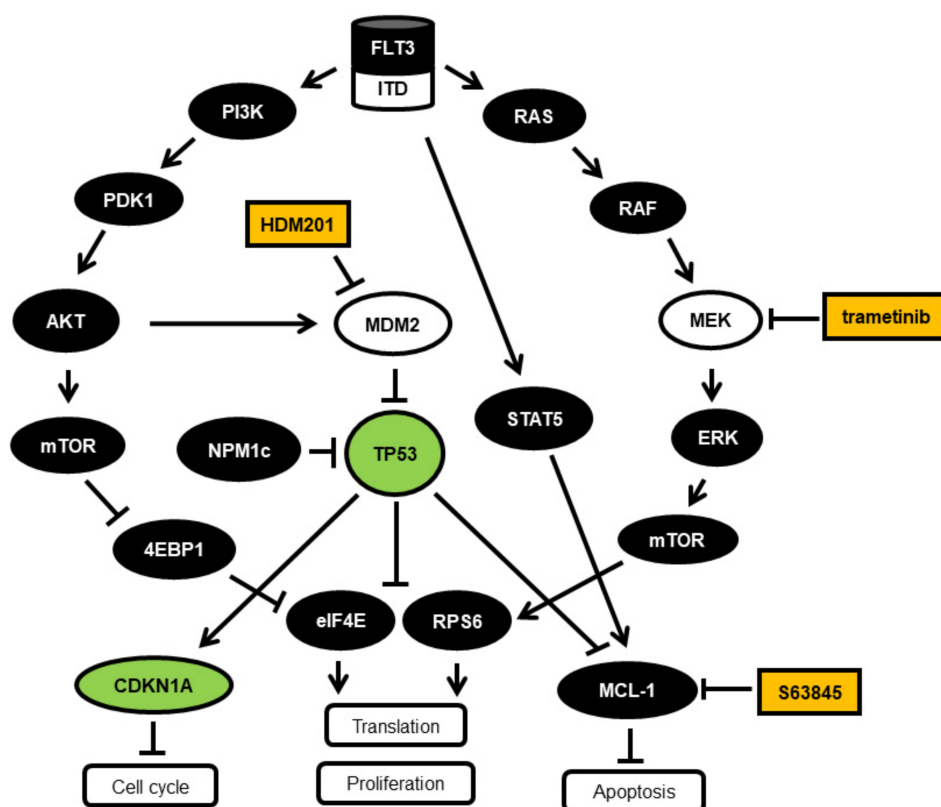 FLT3
ITD
PI3K
RAS
PDK1
RAF
HDM201
AKT
MDM2
MEK
trametinib
mTOR
NPM1c
TP53
STAT5
ERK
4EBP1
mTOR
eIF4E
RPS6
CDKN1A
MCL-1
S63845
Translation
Cell cycle
Proliferation
Apoptosis